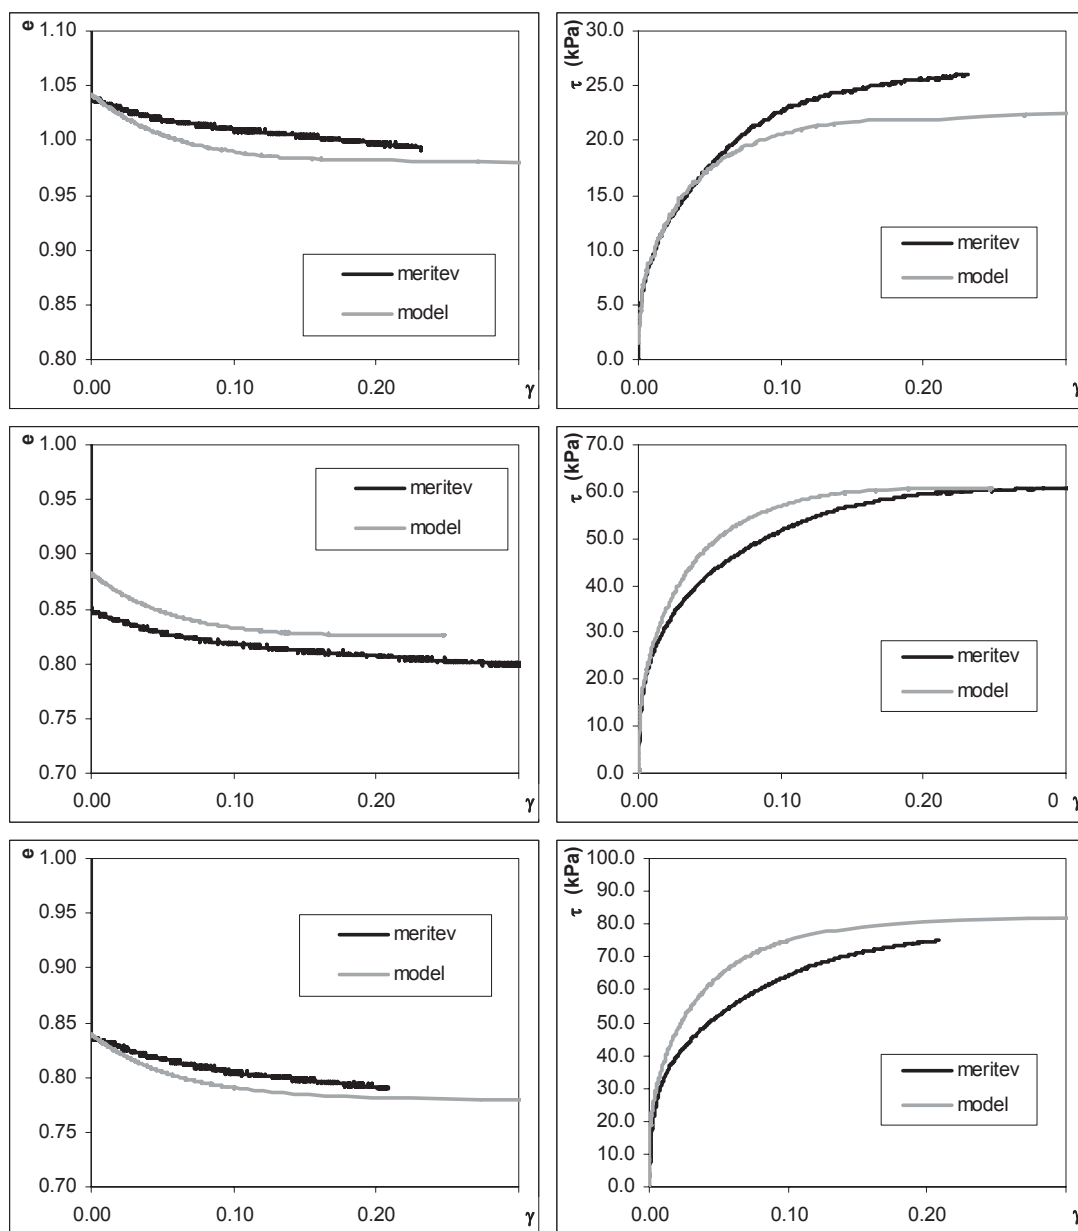 e
1.10
1.05
1.00
0.95
0.90
0.85
0.80
0.00
0.10
0.20
γ
meritev
model
τ (kPa)
30.0
25.0
20.0
15.0
10.0
5.0
0.0
0.00
0.10
0.20
γ
meritev
model
e
1.00
0.95
0.90
0.85
0.80
0.75
0.70
0.00
0.10
0.20
γ
meritev
model
τ (kPa)
70.0
60.0
50.0
40.0
30.0
20.0
10.0
0.0
0.00
0.10
0.20
0
γ
meritev
model
e
1.00
0.95
0.90
0.85
0.80
0.75
0.70
0.00
0.10
0.20
γ
meritev
model
τ (kPa)
100.0
90.0
80.0
70.0
60.0
50.0
40.0
30.0
20.0
10.0
0.0
0.00
0.10
0.20
γ
meritev
model